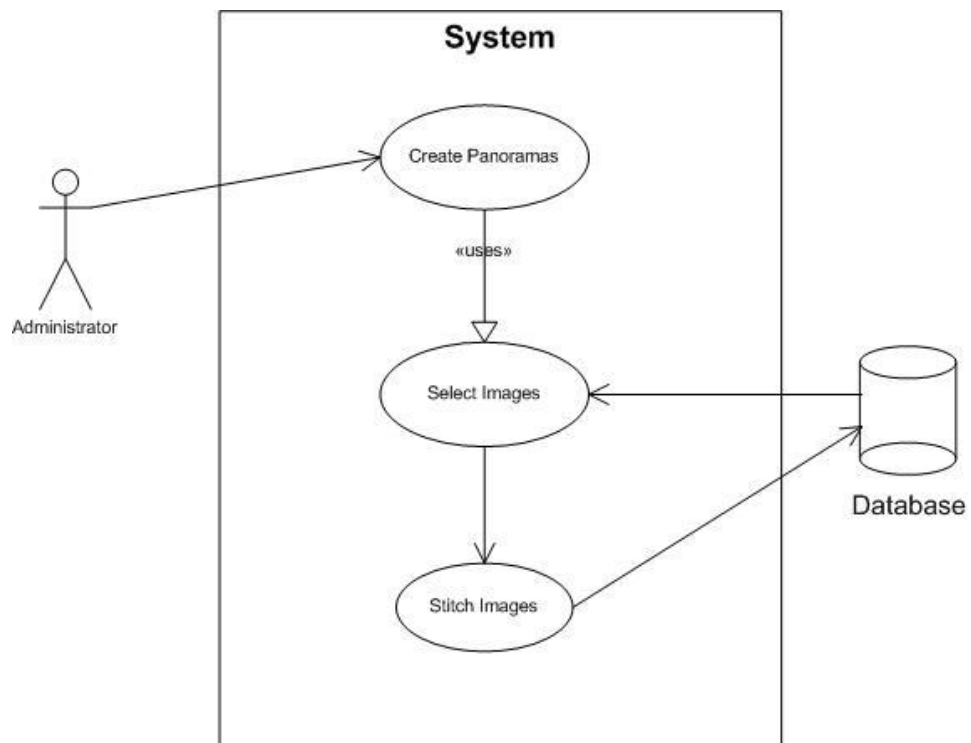 System
Create Panoramas
«uses»
Administrator
Select Images
Database
Stitch Images